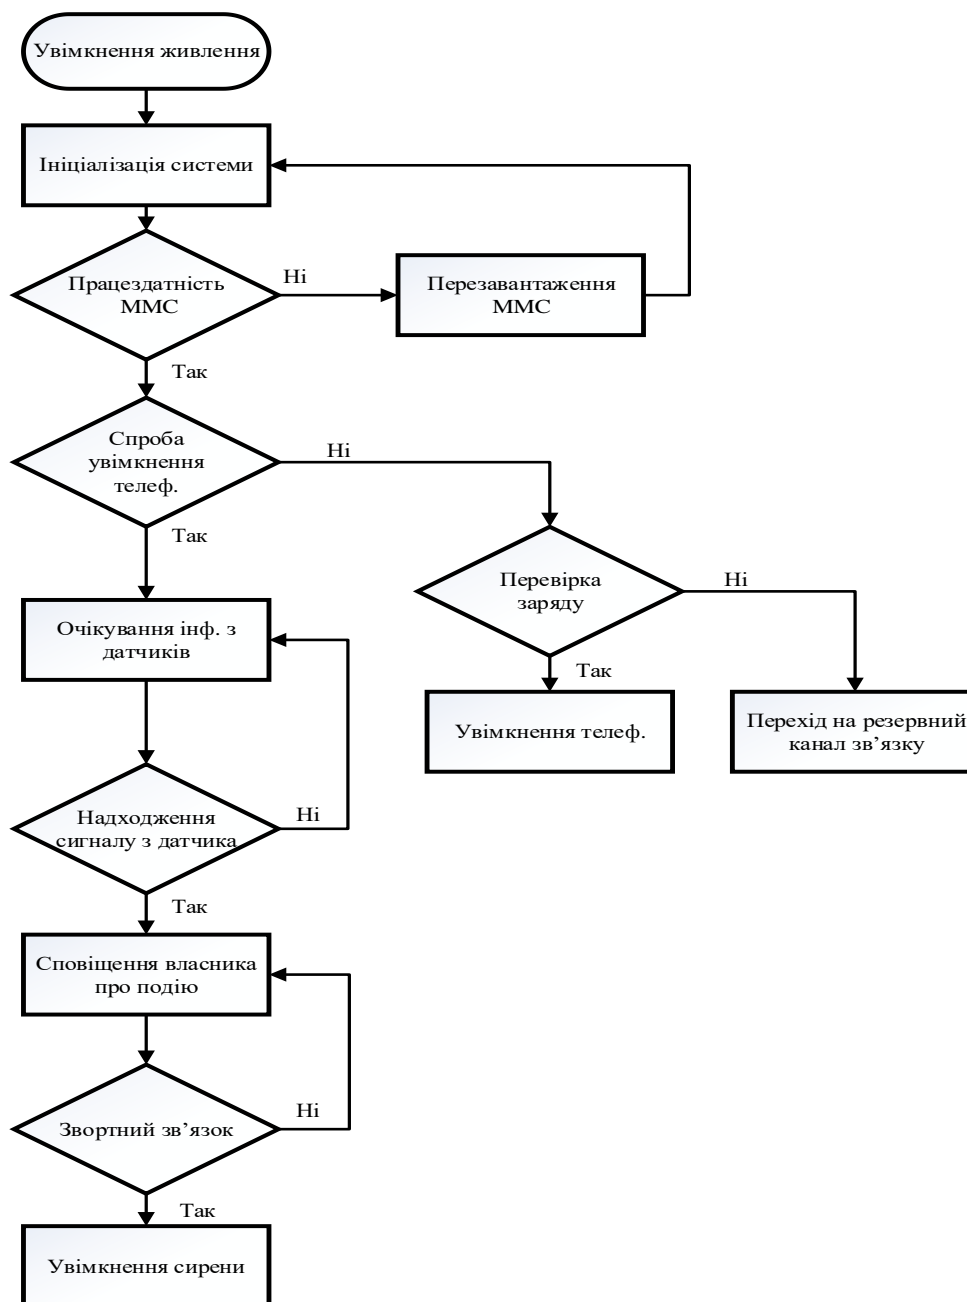 Увімкнення живлення
Ініціалізація системи
Працездатність
ММС
Ні
Перезавантаження
ММС
Так
Спроба
увімкнення
телеф.
Ні
Так
Перевірка
заряду
Ні
Так
Очікування інф. з
датчиків
Увімкнення телеф.
Перехід на резервний
канал зв’язку
Надходження
сигналу з датчика
Ні
Так
Сповіщення власника
про подію
Звортний зв’язок
Ні
Так
Увімкнення сирени